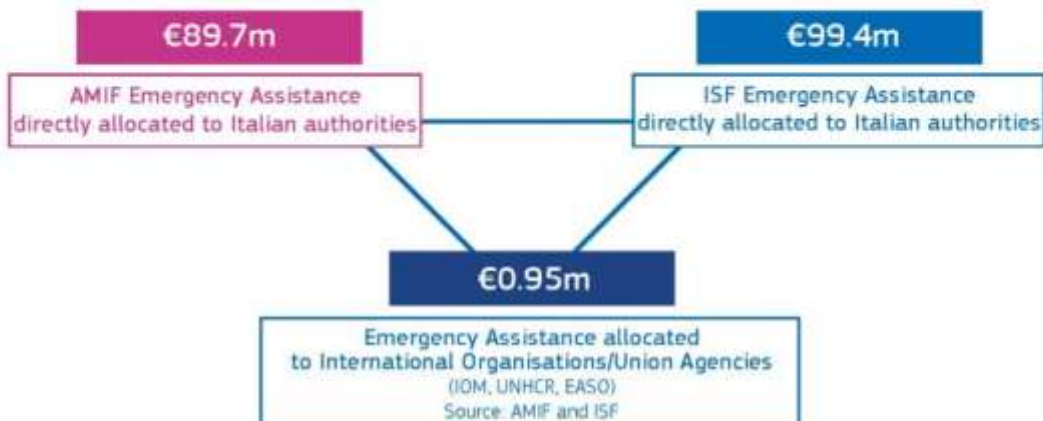 €89.7m
AMIF Emergency Assistance
directly allocated to Italian authorities
€99.4m
ISF Emergency Assistance
directly allocated to Italian authorities
€0.95m
Emergency Assistance allocated
to International Organisations/Union Agencies
(IOM, UNHCR, EASO)
Source: AMIF and ISF